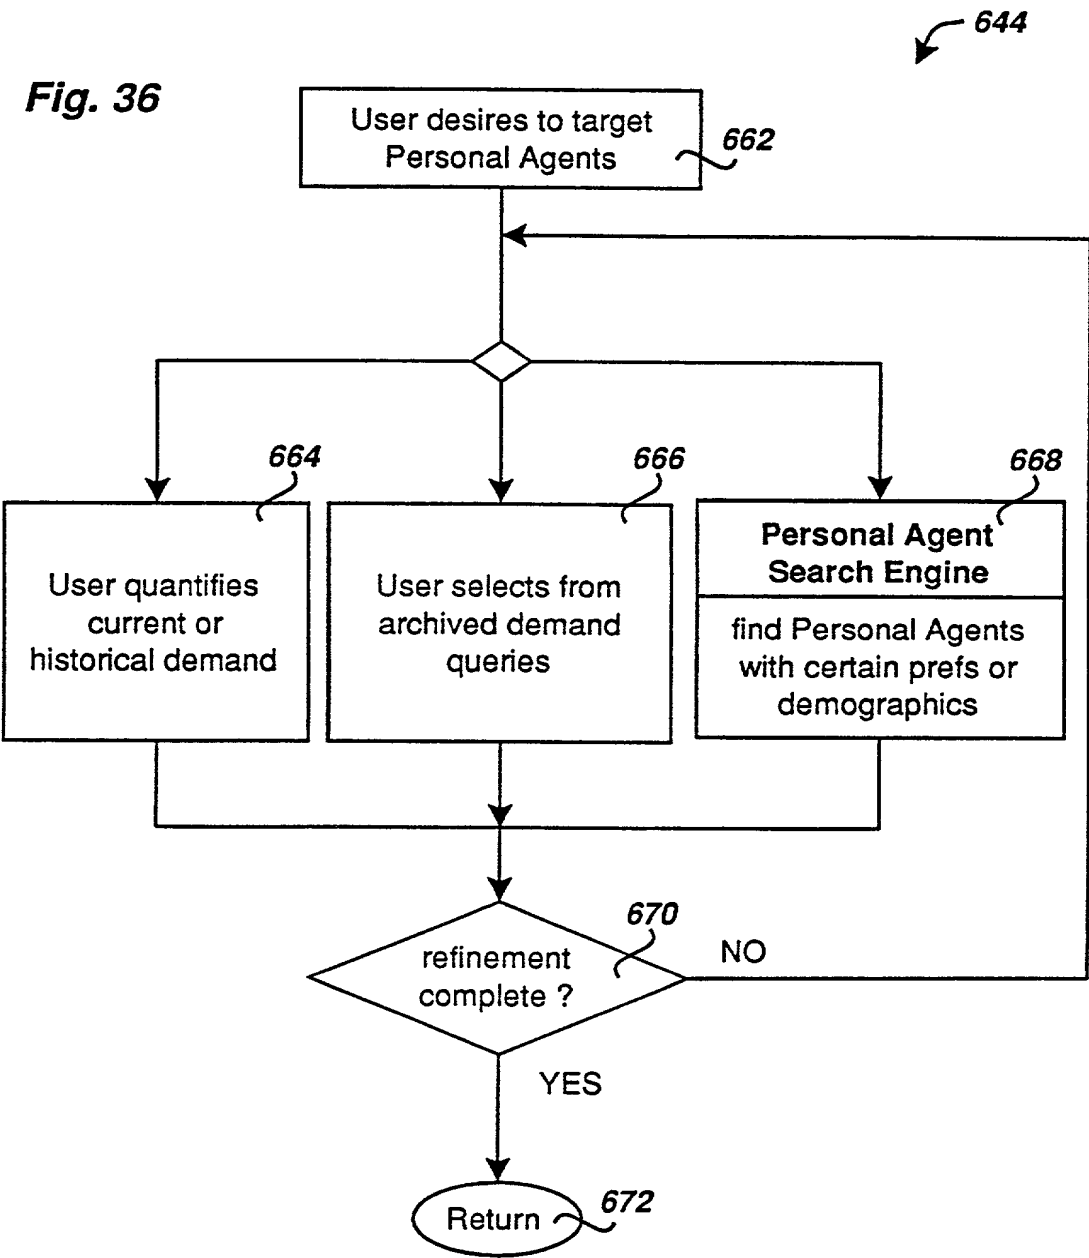 644
Fig. 36
User desires to target
Personal Agents
662
664
User quantifies
current or
historical demand
666
User selects from
archived demand
queries
668
Personal Agent
Search Engine
find Personal Agents
with certain prefs or
demographics
670
refinement
complete ?
NO
YES
Return
672